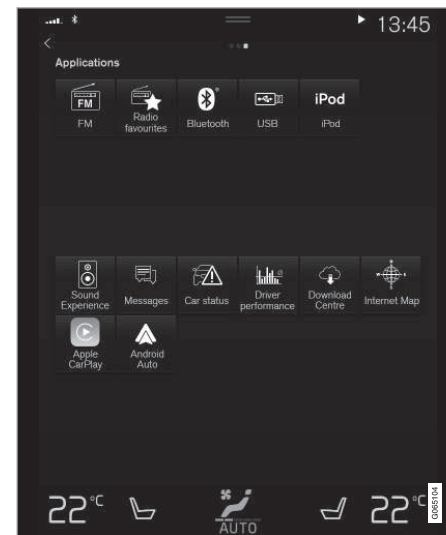 13:45
Applications
FM
iPod
FM
Radio
favourites
Bluetooth
USB
iPod
Sound
Experience
Messages
Car status
Driver
performance
Download
Centre
Internet Map
Apple
CarPlay
Android
Auto
22°C
AUTO
22°C
G065104